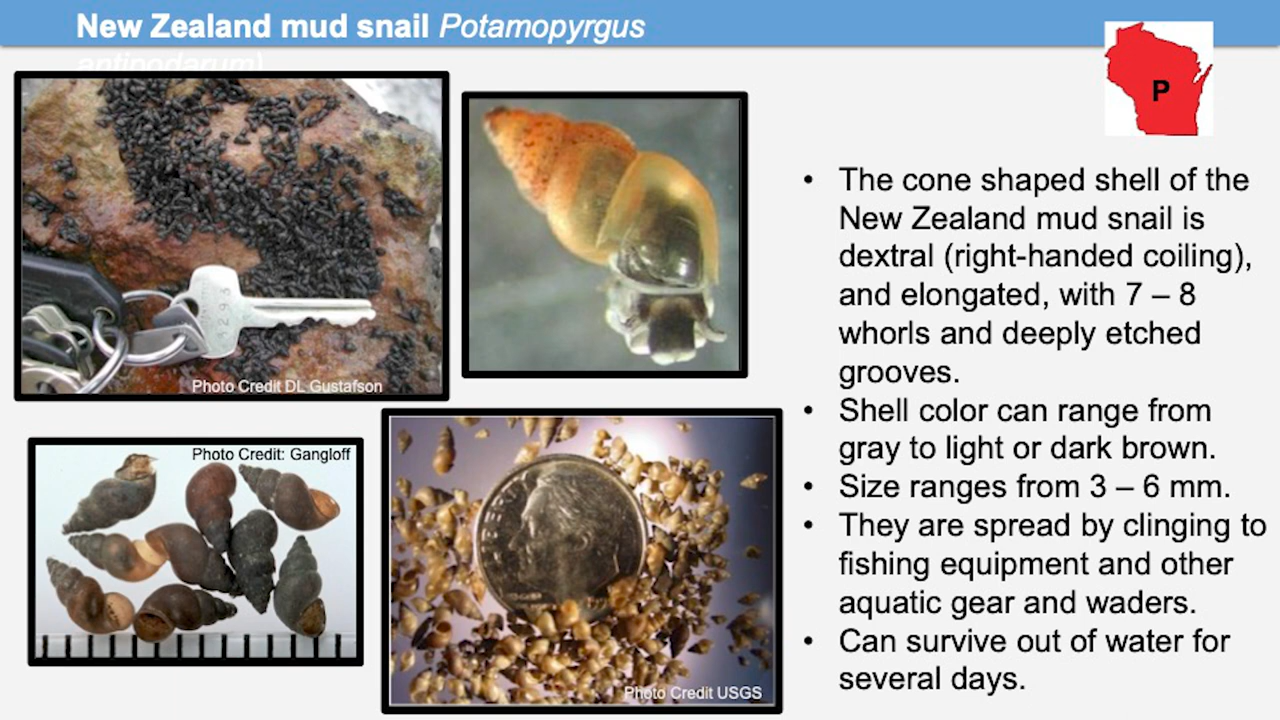 New Zealand mud snail Potamopyrgus
antipodarum)
P
Photo Credit DL Gustafson
Photo Credit: Gangloff
Photo Credit USGS
• The cone shaped shell of the
New Zealand mud snail is
dextral (right-handed coiling),
and elongated, with 7 – 8
whorls and deeply etched
grooves.
• Shell color can range from
gray to light or dark brown.
• Size ranges from 3 – 6 mm.
• They are spread by clinging to
fishing equipment and other
aquatic gear and waders.
• Can survive out of water for
several days.